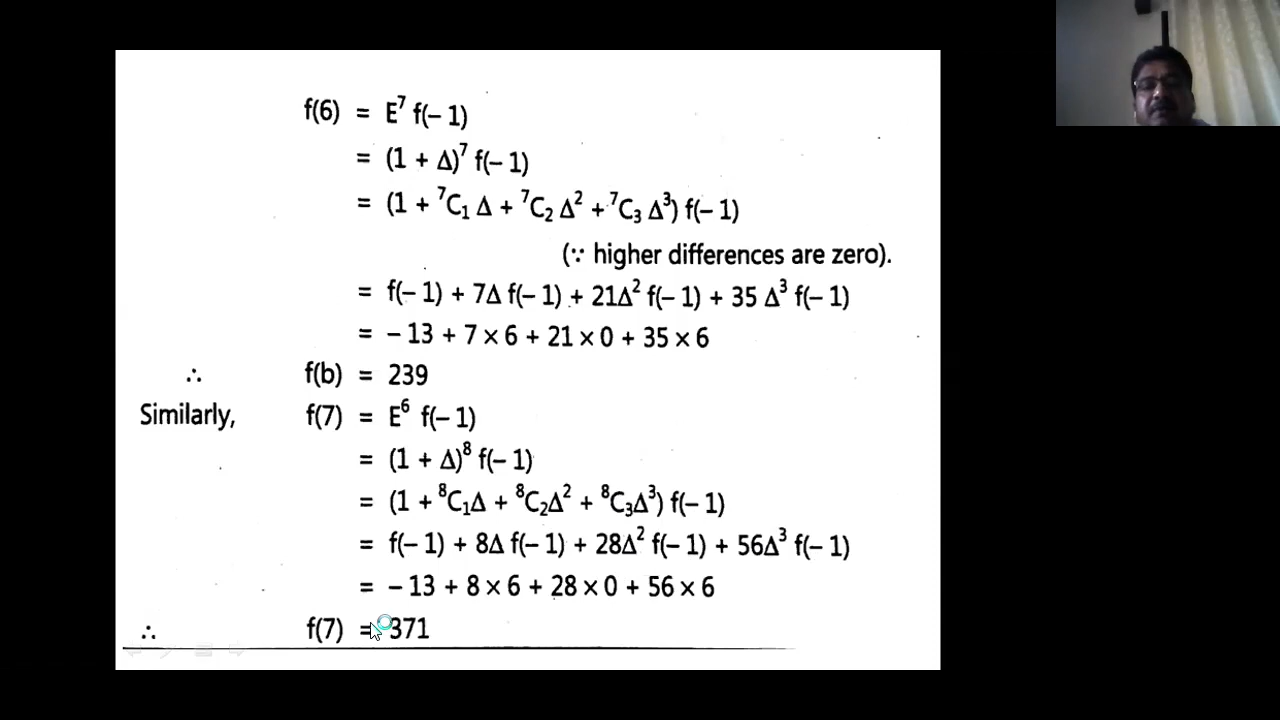 f(6) = E⁷ f(– 1)
= (1 + Δ)⁷ f(– 1)
= (1 + ⁷C₁ Δ + ⁷C₂ Δ² + ⁷C₃ Δ³) f(– 1)
(∵ higher differences are zero).
= f(– 1) + 7Δ f(– 1) + 21Δ² f(– 1) + 35 Δ³ f(– 1)
= – 13 + 7 × 6 + 21 × 0 + 35 × 6
∴ f(b) = 239
Similarly, f(7) = E⁶ f(– 1)
= (1 + Δ)⁸ f(– 1)
= (1 + ⁸C₁Δ + ⁸C₂Δ² + ⁸C₃Δ³) f(– 1)
= f(– 1) + 8Δ f(– 1) + 28Δ² f(– 1) + 56Δ³ f(– 1)
= – 13 + 8 × 6 + 28 × 0 + 56 × 6
∴ f(7) = 371